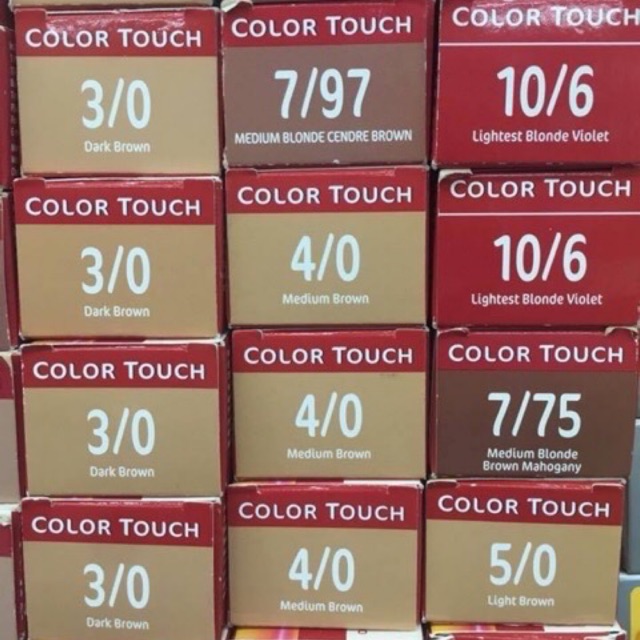 COLOR TOUCH
3/0
Dark Brown
COLOR TOUCH
3/0
Dark Brown
COLOR TOUCH
3/0
Dark Brown
COLOR TOUCH
3/0
Dark Brown
COLOR TOUCH
7/97
MEDIUM BLONDE CENDRE BROWN
COLOR TOUCH
4/0
Medium Brown
COLOR TOUCH
4/0
Medium Brown
COLOR TOUCH
4/0
Medium Brown
COLOR TOUCH
10/6
Lightest Blonde Violet
COLOR TOUCH
10/6
Lightest Blonde Violet
COLOR TOUCH
7/75
Medium Blonde
Brown Mahogany
COLOR TOUCH
5/0
Light Brown